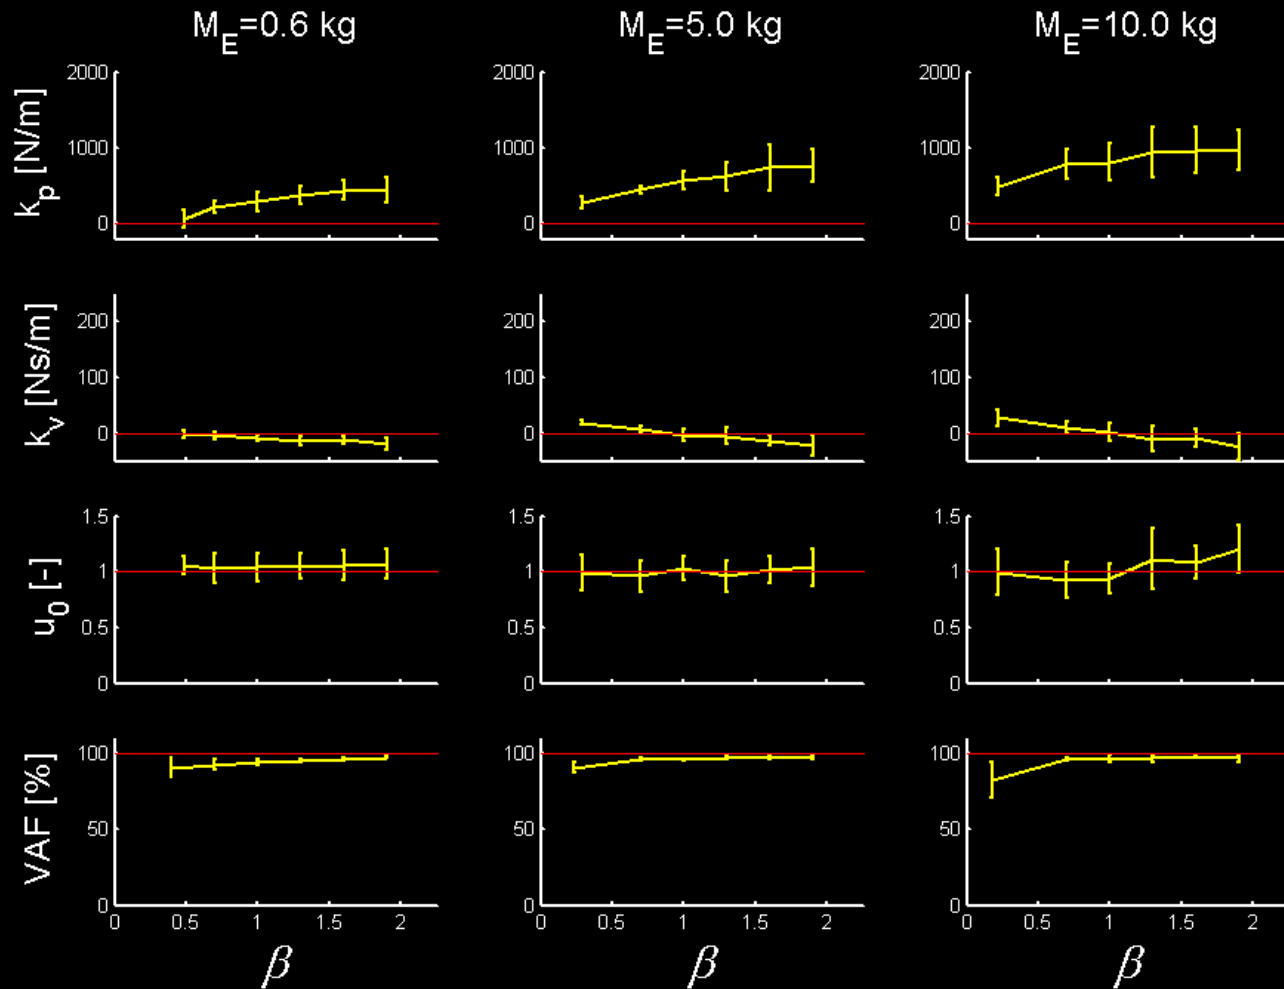 M_E=0.6 kg M_E=5.0 kg M_E=10.0 kg
k_p [N/m]
2000 2000 2000
1000 1000 1000
0 0 0
k_v [Ns/m]
200 200 200
100 100 100
0 0 0
u_0 [-]
1.5 1.5 1.5
1 1 1
0.5 0.5 0.5
0 0 0
VAF [%]
100 100 100
50 50 50
0 0 0
0 0.5 1 1.5 2 0 0.5 1 1.5 2 0 0.5 1 1.5 2
β β β